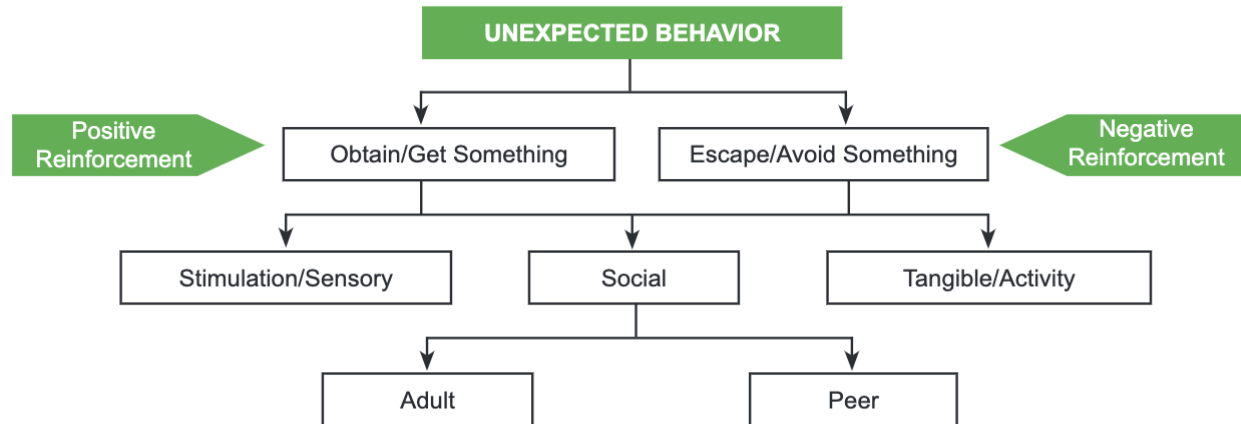 UNEXPECTED BEHAVIOR
Positive
Reinforcement
Obtain/Get Something
Escape/Avoid Something
Negative
Reinforcement
Stimulation/Sensory
Social
Tangible/Activity
Adult
Peer